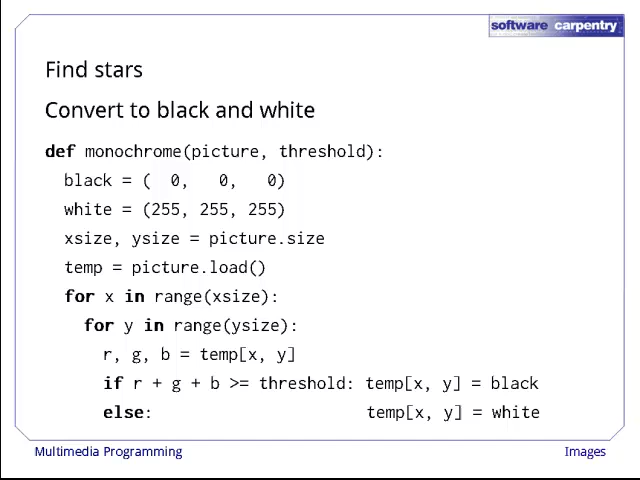 software carpentry
Find stars
Convert to black and white
def monochrome(picture, threshold):
  black = (  0,   0,   0)
  white = (255, 255, 255)
  xsize, ysize = picture.size
  temp = picture.load()
  for x in range(xsize):
    for y in range(ysize):
      r, g, b = temp[x, y]
      if r + g + b >= threshold: temp[x, y] = black
      else:                      temp[x, y] = white
Multimedia Programming
Images